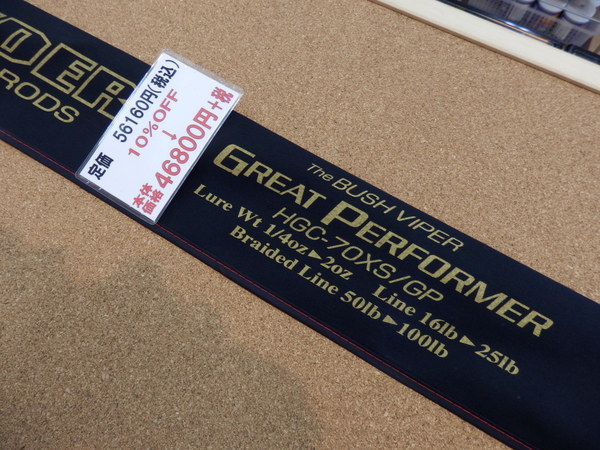 RODS
定価 56160円(税込)
10%OFF
→
本体
価格 46800円+税
The BUSH VIPER
GREAT PERFORMER
HGC-70XS/GP
Lure Wt 1/4oz▶2oz Line 16lb▶25lb
Braided Line 50lb▶100lb